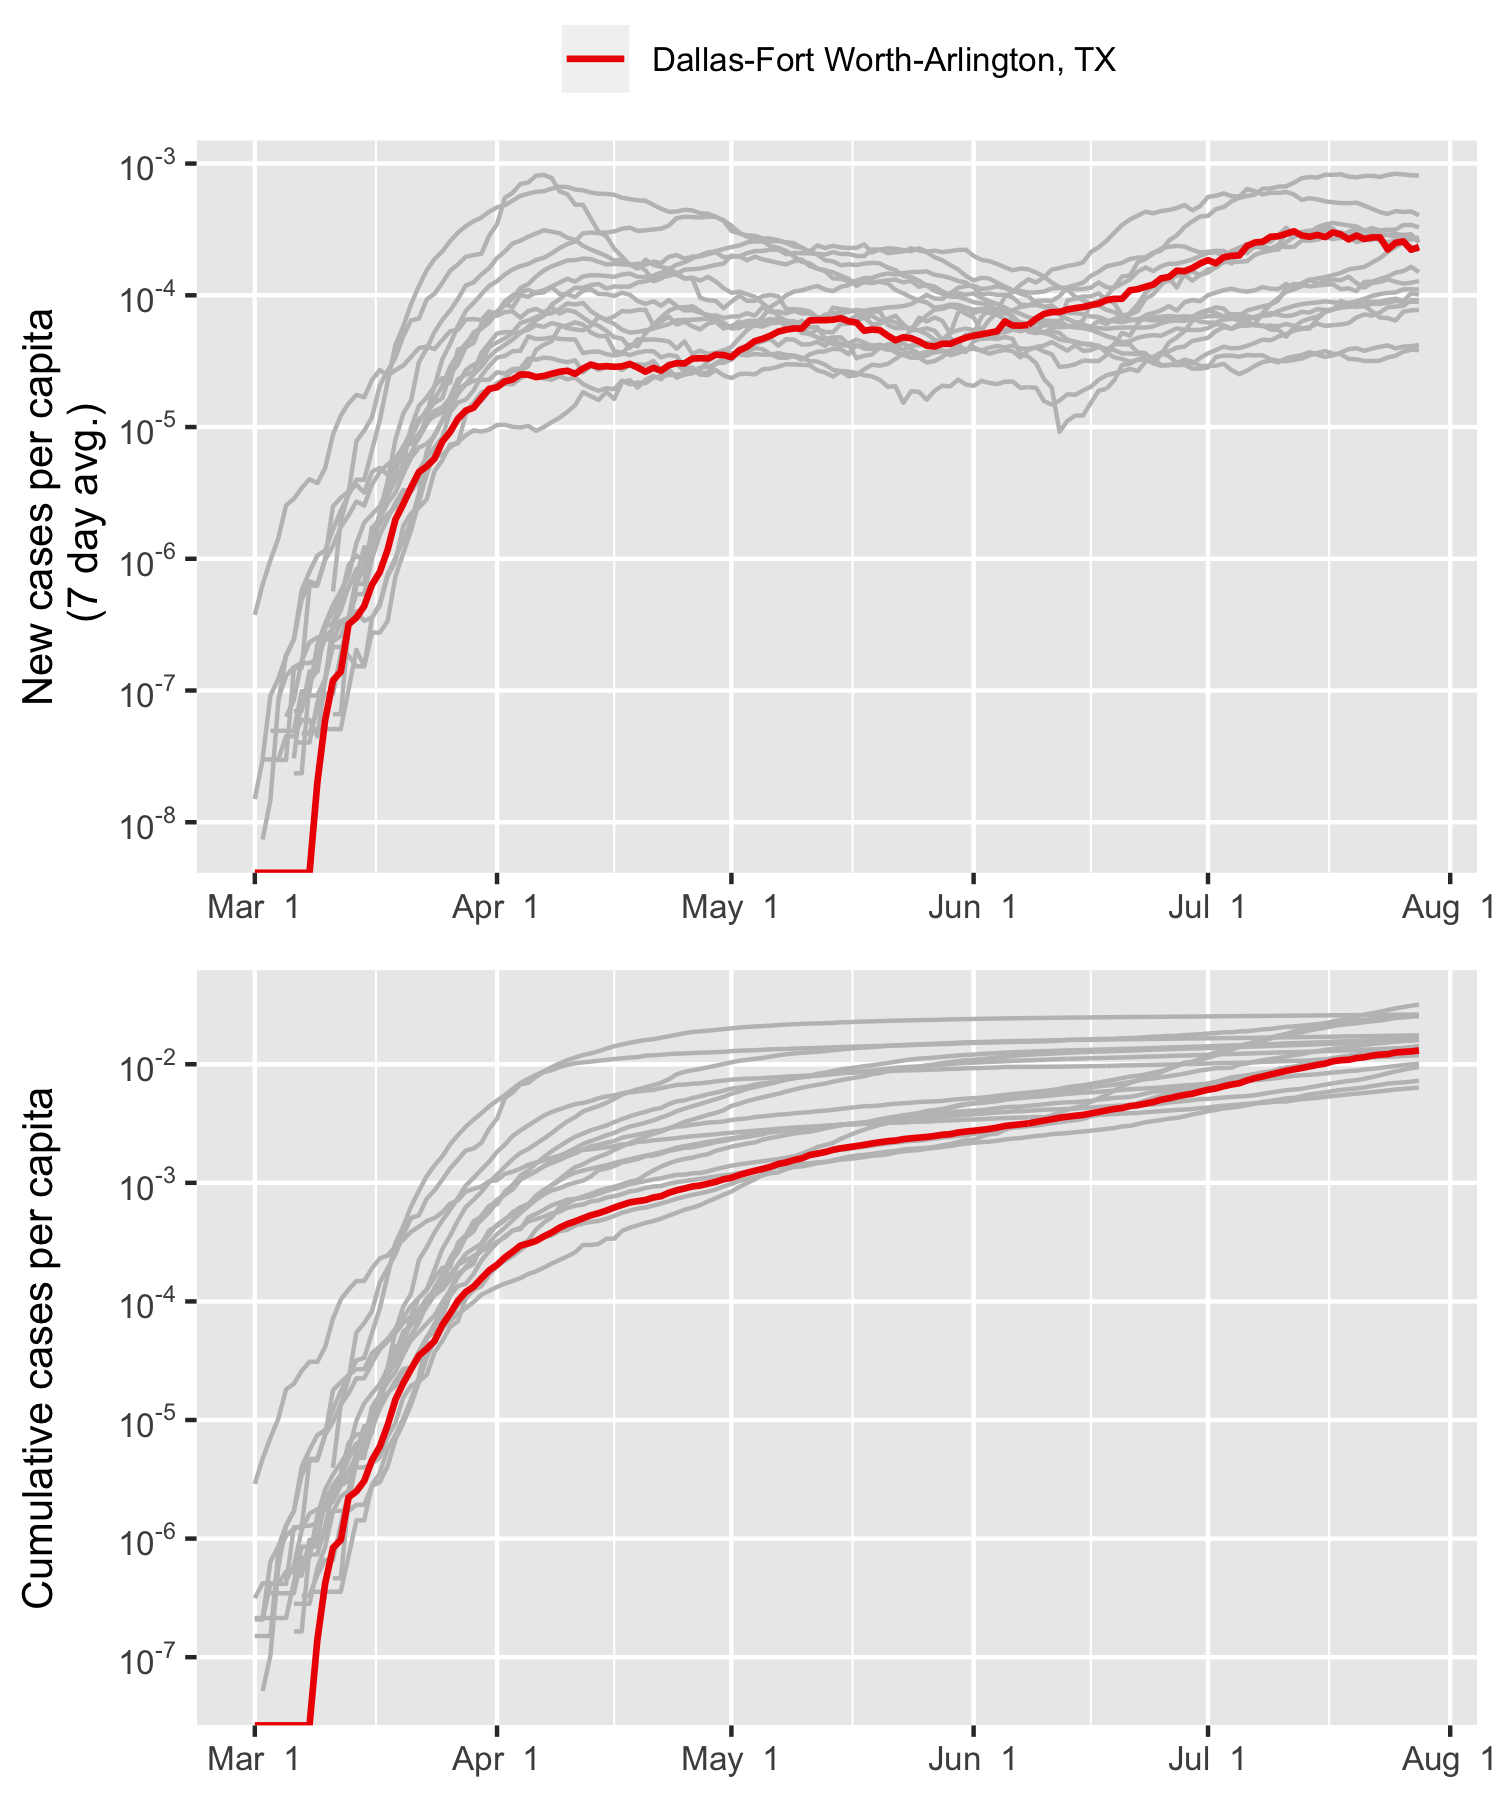 Dallas-Fort Worth-Arlington, TX
New cases per capita
(7 day avg.)
10-3
10-4
10-5
10-6
10-7
10-8
Mar 1 Apr 1 May 1 Jun 1 Jul 1 Aug 1
Cumulative cases per capita
10-2
10-3
10-4
10-5
10-6
10-7
Mar 1 Apr 1 May 1 Jun 1 Jul 1 Aug 1